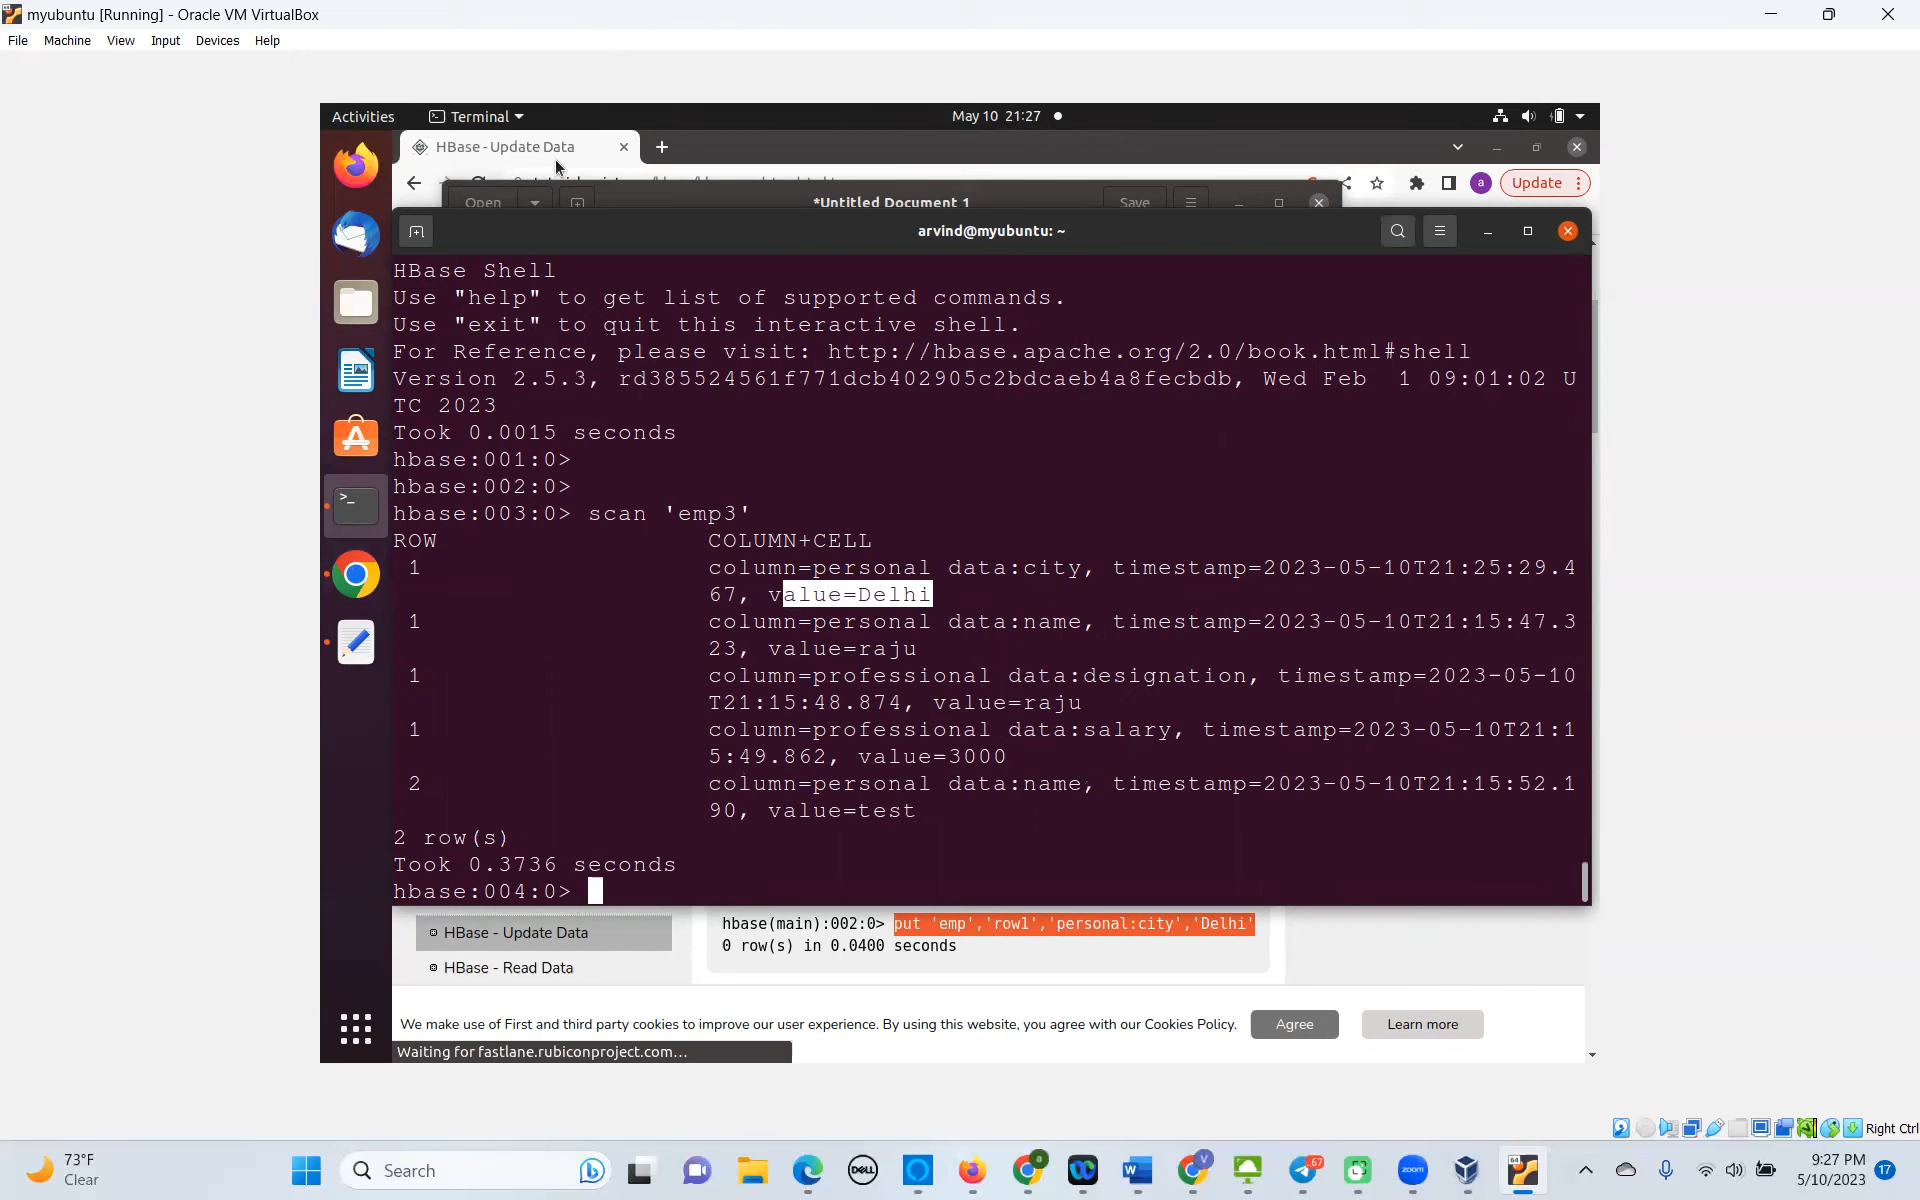 myubuntu [Running] - Oracle VM VirtualBox
File Machine View Input Devices Help
Activities Terminal May 10 21:27
HBase - Update Data
a Update
Open *Untitled Document 1 Save
arvind@myubuntu: ~
HBase Shell
Use "help" to get list of supported commands.
Use "exit" to quit this interactive shell.
For Reference, please visit: http://hbase.apache.org/2.0/book.html#shell
Version 2.5.3, rd385524561f771dcb402905c2bdcaeb4a8fecbdb, Wed Feb  1 09:01:02 U
TC 2023
Took 0.0015 seconds
hbase:001:0>
hbase:002:0>
hbase:003:0> scan 'emp3'
ROW COLUMN+CELL
1 column=personal data:city, timestamp=2023-05-10T21:25:29.4
67, value=Delhi
1 column=personal data:name, timestamp=2023-05-10T21:15:47.3
23, value=raju
1 column=professional data:designation, timestamp=2023-05-10
T21:15:48.874, value=raju
1 column=professional data:salary, timestamp=2023-05-10T21:1
5:49.862, value=3000
2 column=personal data:name, timestamp=2023-05-10T21:15:52.1
90, value=test
2 row(s)
Took 0.3736 seconds
hbase:004:0>
HBase - Update Data
hbase(main):002:0> put 'emp','row1','personal:city','Delhi'
0 row(s) in 0.0400 seconds
HBase - Read Data
We make use of First and third party cookies to improve our user experience. By using this website, you agree with our Cookies Policy. Agree Learn more
Waiting for fastlane.rubiconproject.com...
Right Ctrl
73°F
Clear
Search
DELL
a
V
.67
zoom
64
9:27 PM
5/10/2023
17